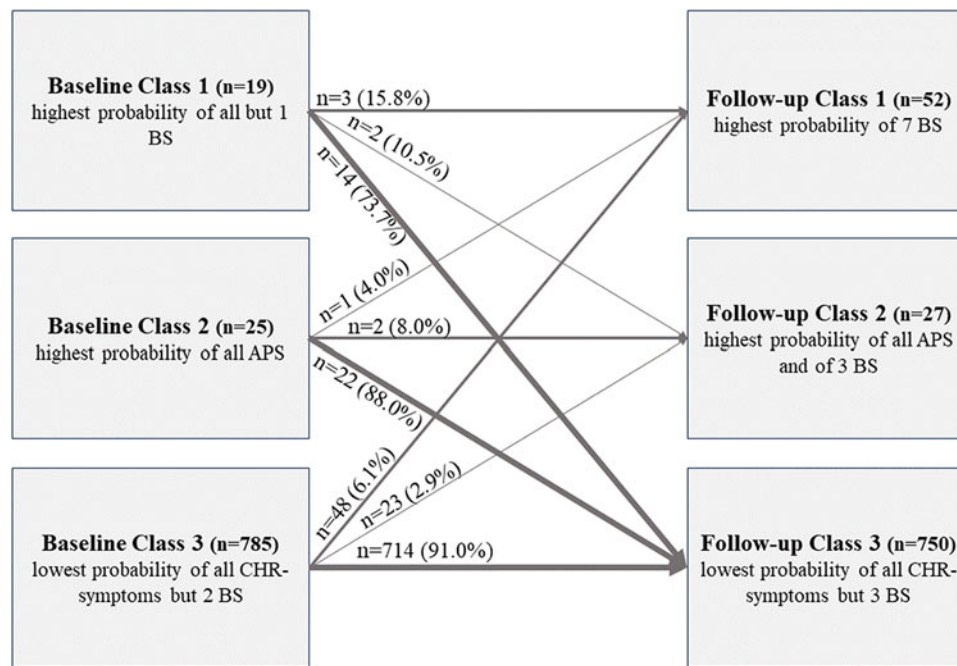 Baseline Class 1 (n=19)
highest probability of all but 1
BS
n=3 (15.8%)
n=2 (10.5%)
n=14 (73.7%)
Follow-up Class 1 (n=52)
highest probability of 7 BS
Baseline Class 2 (n=25)
highest probability of all APS
n=1 (4.0%)
n=2 (8.0%)
n=22 (88.0%)
Follow-up Class 2 (n=27)
highest probability of all APS
and of 3 BS
Baseline Class 3 (n=785)
lowest probability of all CHR-
symptoms but 2 BS
n=48 (6.1%)
n=23 (2.9%)
n=714 (91.0%)
Follow-up Class 3 (n=750)
lowest probability of all CHR-
symptoms but 3 BS